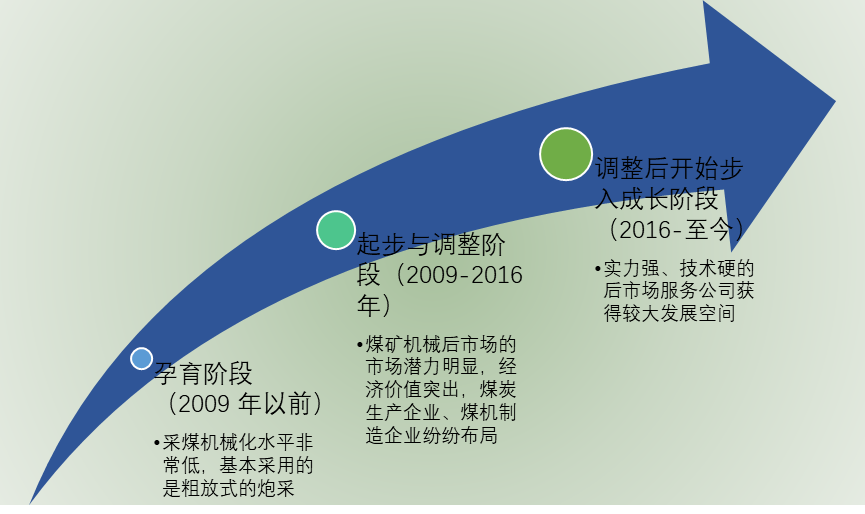 调整后开始步
入成长阶段
（2016-至今）
•实力强、技术硬的
后市场服务公司获
得较大发展空间
起步与调整阶
段（2009-2016
年）
•煤矿机械后市场的
市场潜力明显，经
济价值突出，煤炭
生产企业、煤机制
造企业纷纷布局
孕育阶段
（2009 年以前）
•采煤机械化水平非
常低，基本采用的
是粗放式的炮采